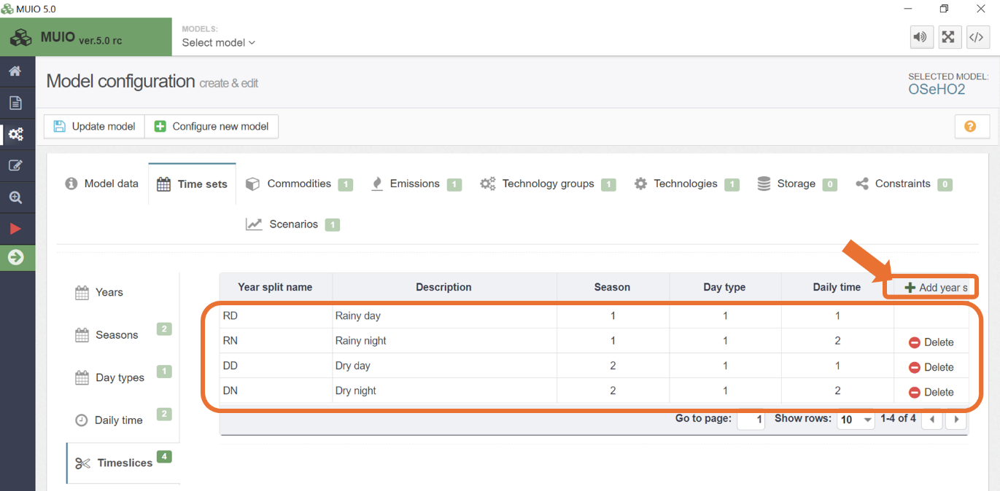 MUIO 5.0
MUIO ver.5.0 rc
MODELS:
Select model
Model configuration create & edit
SELECTED MODEL:
OSeHO2
Update model
Configure new model
Model data
Time sets
Commodities 1
Emissions 1
Technology groups 1
Technologies 1
Storage 0
Constraints 0
Scenarios 1
Years
Seasons 2
Day types 1
Daily time 2
Timeslices 4
Year split name Description Season Day type Daily time Add year s
RD Rainy day 1 1 1
RN Rainy night 1 1 2 Delete
DD Dry day 2 1 1 Delete
DN Dry night 2 1 2 Delete
Go to page: 1 Show rows: 10 1-4 of 4